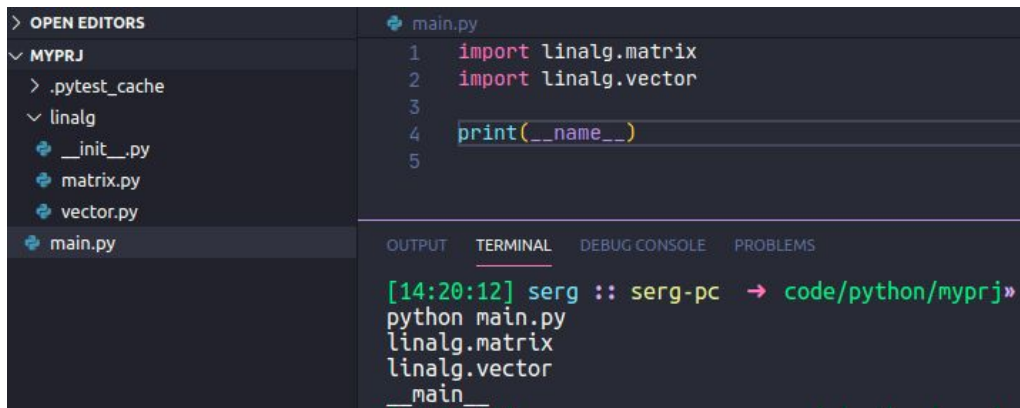 OPEN EDITORS
MYPRJ
.pytest_cache
linalg
__init__.py
matrix.py
vector.py
main.py
main.py
1 import linalg.matrix
2 import linalg.vector
3
4 print(__name__)
5
OUTPUT TERMINAL DEBUG CONSOLE PROBLEMS
[14:20:12] serg :: serg-pc → code/python/myprj»
python main.py
linalg.matrix
linalg.vector
__main__